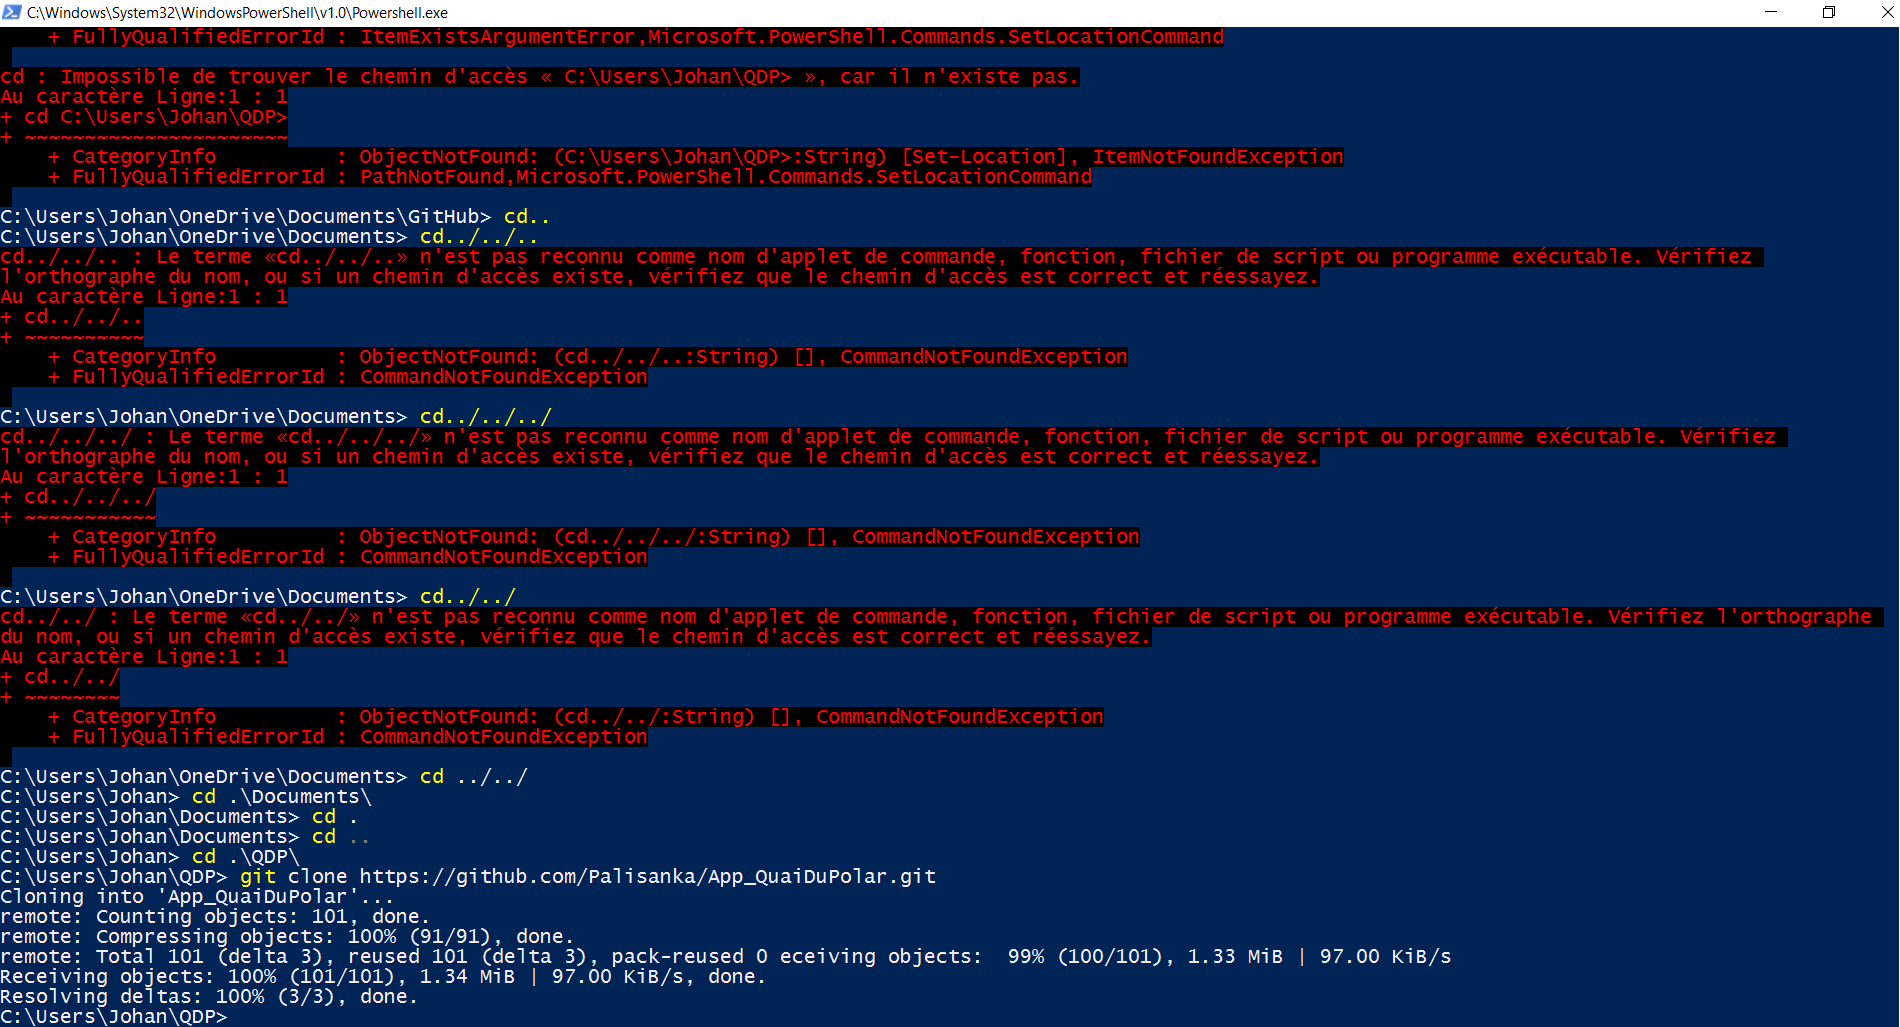 C:\Windows\System32\WindowsPowerShell\v1.0\Powershell.exe
    + FullyQualifiedErrorId : ItemExistsArgumentError,Microsoft.PowerShell.Commands.SetLocationCommand
cd : Impossible de trouver le chemin d'accès « C:\Users\Johan\QDP> », car il n'existe pas.
Au caractère Ligne:1 : 1
+ cd C:\Users\Johan\QDP>
+ ~~~~~~~~~~~~~~~~~~~~~~
    + CategoryInfo          : ObjectNotFound: (C:\Users\Johan\QDP>:String) [Set-Location], ItemNotFoundException
    + FullyQualifiedErrorId : PathNotFound,Microsoft.PowerShell.Commands.SetLocationCommand
C:\Users\Johan\OneDrive\Documents\GitHub> cd..
C:\Users\Johan\OneDrive\Documents> cd../../..
cd../../.. : Le terme «cd../../..» n'est pas reconnu comme nom d'applet de commande, fonction, fichier de script ou programme exécutable. Vérifiez
l'orthographe du nom, ou si un chemin d'accès existe, vérifiez que le chemin d'accès est correct et réessayez.
Au caractère Ligne:1 : 1
+ cd../../..
+ ~~~~~~~~~~
    + CategoryInfo          : ObjectNotFound: (cd../../..:String) [], CommandNotFoundException
    + FullyQualifiedErrorId : CommandNotFoundException
C:\Users\Johan\OneDrive\Documents> cd../../../
cd../../../ : Le terme «cd../../../» n'est pas reconnu comme nom d'applet de commande, fonction, fichier de script ou programme exécutable. Vérifiez
l'orthographe du nom, ou si un chemin d'accès existe, vérifiez que le chemin d'accès est correct et réessayez.
Au caractère Ligne:1 : 1
+ cd../../../
+ ~~~~~~~~~~~
    + CategoryInfo          : ObjectNotFound: (cd../../../:String) [], CommandNotFoundException
    + FullyQualifiedErrorId : CommandNotFoundException
C:\Users\Johan\OneDrive\Documents> cd../../
cd../../ : Le terme «cd../../» n'est pas reconnu comme nom d'applet de commande, fonction, fichier de script ou programme exécutable. Vérifiez l'orthographe
du nom, ou si un chemin d'accès existe, vérifiez que le chemin d'accès est correct et réessayez.
Au caractère Ligne:1 : 1
+ cd../../
+ ~~~~~~~~
    + CategoryInfo          : ObjectNotFound: (cd../../:String) [], CommandNotFoundException
    + FullyQualifiedErrorId : CommandNotFoundException
C:\Users\Johan\OneDrive\Documents> cd ../../
C:\Users\Johan> cd .\Documents\
C:\Users\Johan\Documents> cd .
C:\Users\Johan\Documents> cd ..
C:\Users\Johan> cd .\QDP\
C:\Users\Johan\QDP> git clone https://github.com/Palisanka/App_QuaiDuPolar.git
Cloning into 'App_QuaiDuPolar'...
remote: Counting objects: 101, done.
remote: Compressing objects: 100% (91/91), done.
remote: Total 101 (delta 3), reused 101 (delta 3), pack-reused 0 eceiving objects:  99% (100/101), 1.33 MiB | 97.00 KiB/s
Receiving objects: 100% (101/101), 1.34 MiB | 97.00 KiB/s, done.
Resolving deltas: 100% (3/3), done.
C:\Users\Johan\QDP>